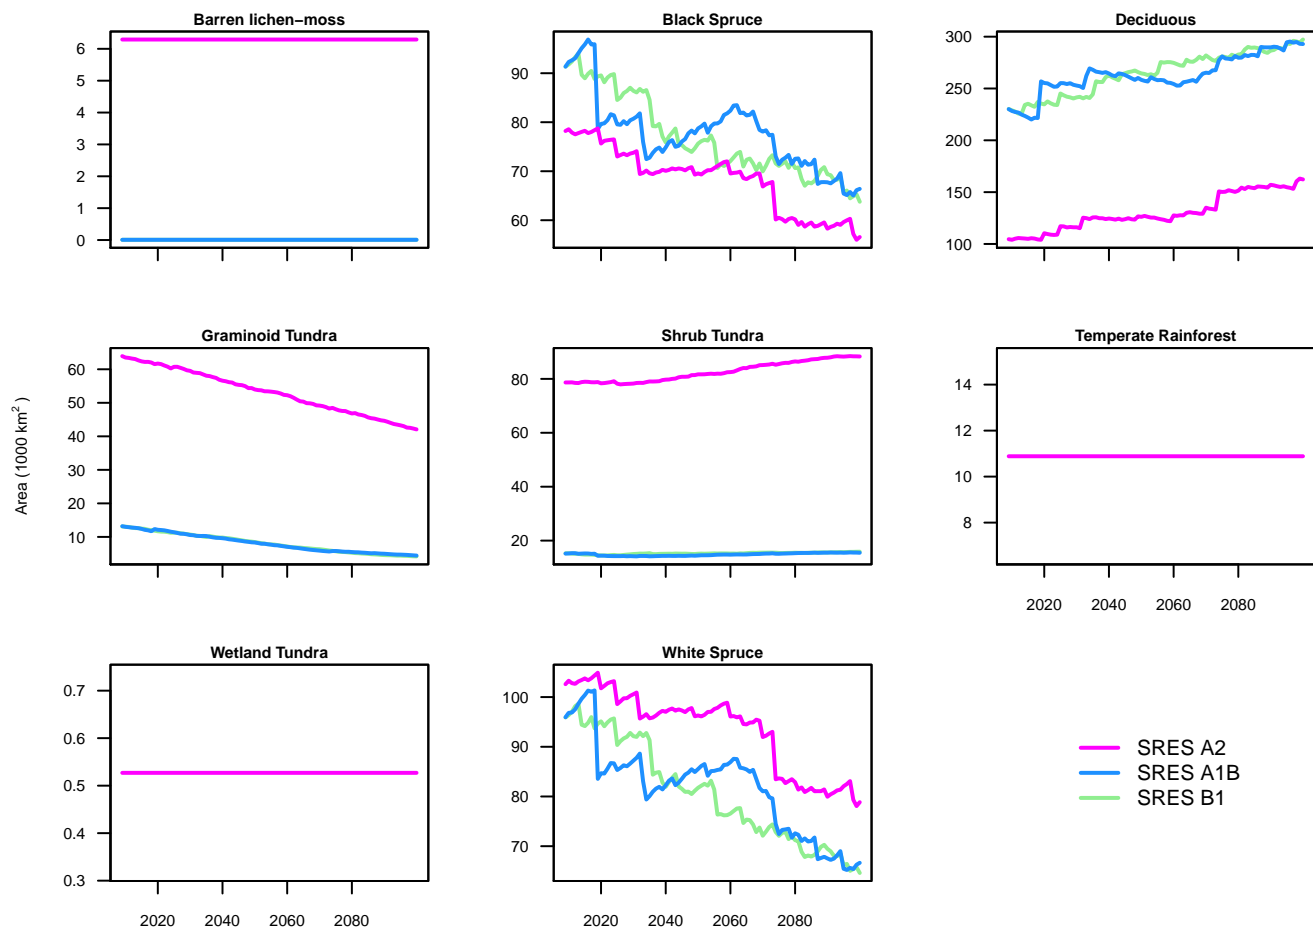 Barren lichen−moss
6
5
4
3
2
1
0
Black Spruce
90
80
70
60
Deciduous
300
250
200
150
100
Graminoid Tundra
60
50
40
30
20
10
Shrub Tundra
80
60
40
20
2020 2040 2060 2080
Temperate Rainforest
14
12
10
8
2020 2040 2060 2080
Area (1000 km² )
Wetland Tundra
0.7
0.6
0.5
0.4
0.3
2020 2040 2060 2080
White Spruce
100
90
80
70
2020 2040 2060 2080
SRES A2
SRES A1B
SRES B1